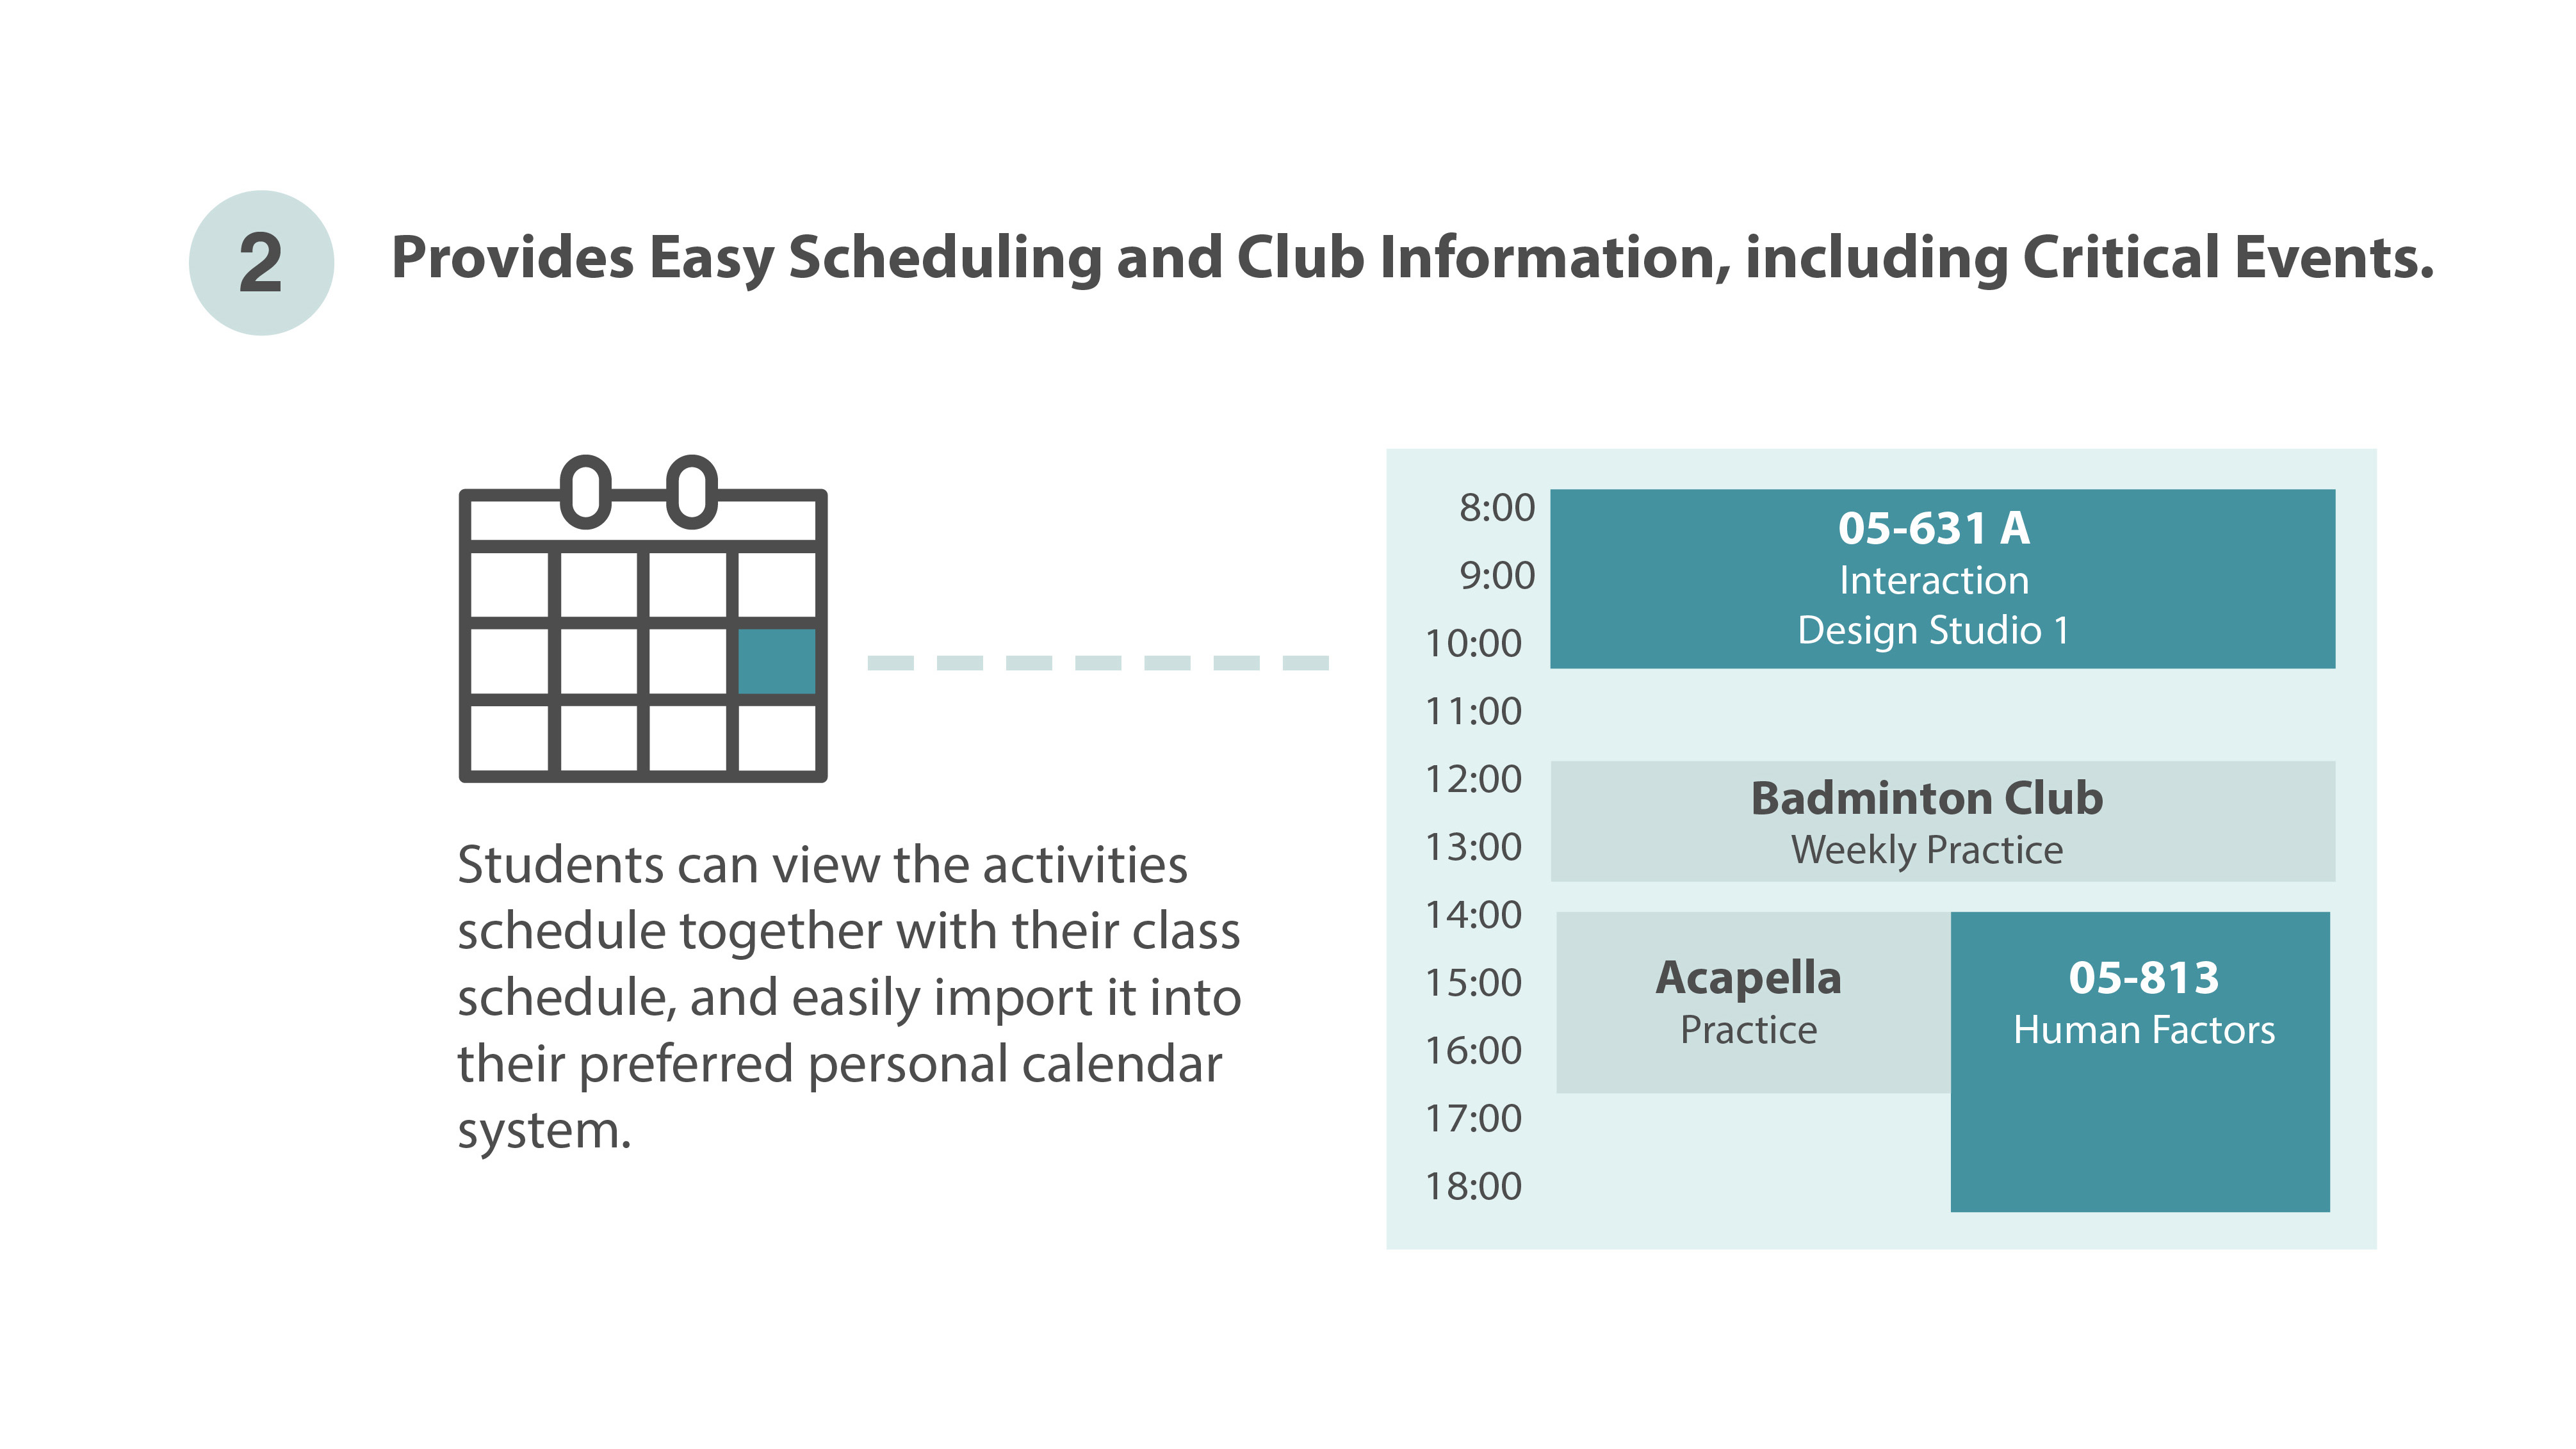 2
Provides Easy Scheduling and Club Information, including Critical Events.
Students can view the activities
schedule together with their class
schedule, and easily import it into
their preferred personal calendar
system.
8:00
9:00
10:00
11:00
12:00
13:00
14:00
15:00
16:00
17:00
18:00
05-631 A
Interaction
Design Studio 1
Badminton Club
Weekly Practice
Acapella
Practice
05-813
Human Factors